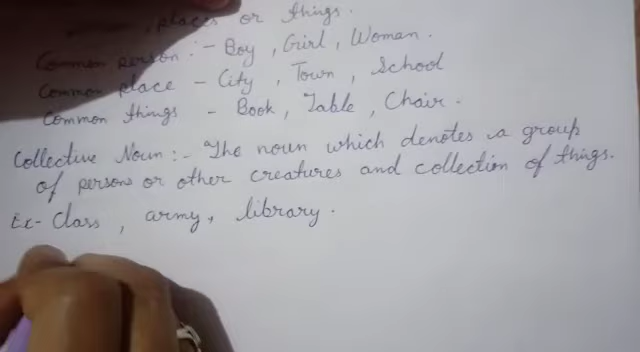 , places or things.
Common person :- Boy , Girl , Woman .
Common place - City , Town , School
Common things - Book , Table , Chair .
Collective Noun :- The noun which denotes a group
of persons or other creatures and collection of things.
Ex- Class , army , library .